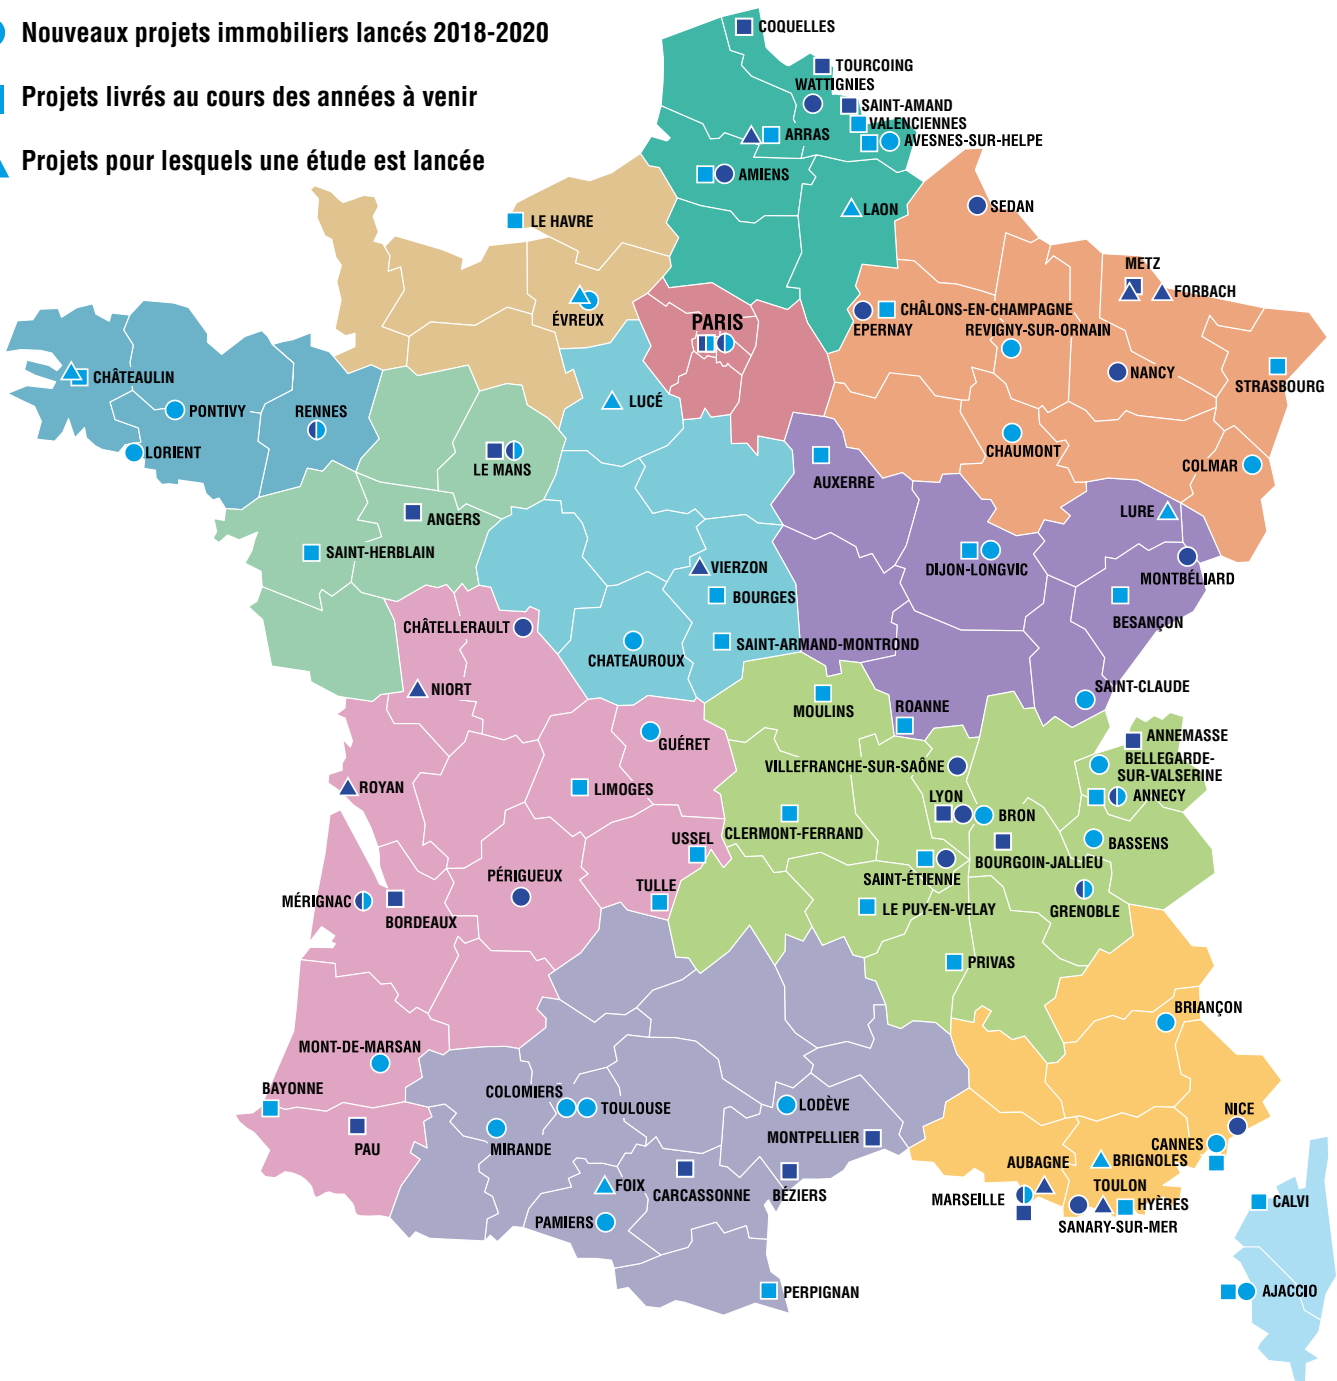 Nouveaux projets immobiliers lancés 2018-2020
Projets livrés au cours des années à venir
Projets pour lesquels une étude est lancée
COQUELLES
TOURCOING
WATTIGNIES
SAINT-AMAND
VALENCIENNES
ARRAS
AVESNES-SUR-HELPE
AMIENS
LAON
SEDAN
LE HAVRE
METZ
FORBACH
ÉVREUX
PARIS
CHÂLONS-EN-CHAMPAGNE
EPERNAY
REVIGNY-SUR-ORNAIN
NANCY
STRASBOURG
CHÂTEAULIN
PONTIVY
RENNES
LUCÉ
LORIENT
LE MANS
CHAUMONT
COLMAR
AUXERRE
ANGERS
LURE
SAINT-HERBLAIN
VIERZON
DIJON-LONGVIC
MONTBÉLIARD
BOURGES
BESANÇON
CHÂTELLERAULT
CHATEAUROUX
SAINT-ARMAND-MONTROND
NIORT
SAINT-CLAUDE
MOULINS
ROANNE
GUÉRET
ANNEMASSE
VILLEFRANCHE-SUR-SAÔNE
BELLEGARDE-
SUR-VALSERINE
ROYAN
LIMOGES
LYON
ANNECY
CLERMONT-FERRAND
BRON
USSEL
BASSENS
BOURGOIN-JALLIEU
PÉRIGUEUX
SAINT-ÉTIENNE
TULLE
MÉRIGNAC
BORDEAUX
LE PUY-EN-VELAY
GRENOBLE
PRIVAS
BRIANÇON
MONT-DE-MARSAN
BAYONNE
COLOMIERS
TOULOUSE
LODÈVE
NICE
PAU
MIRANDE
MONTPELLIER
CANNES
AUBAGNE
BRIGNOLES
FOIX
CARCASSONNE
BÉZIERS
MARSEILLE
TOULON
HYÈRES
CALVI
PAMIERS
SANARY-SUR-MER
PERPIGNAN
AJACCIO